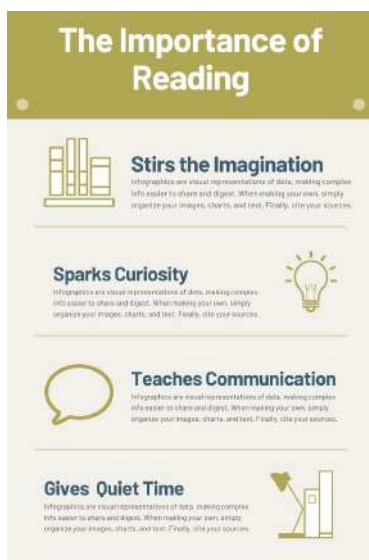 The Importance of
Reading
Stirs the Imagination
Infographics are visual representations of data, making complex
info easier to share and digest. When making your own, simply
organize your images, charts, and text. Finally, cite your sources.
Sparks Curiosity
Infographics are visual representations of data, making complex
info easier to share and digest. When making your own, simply
organize your images, charts, and text. Finally, cite your sources.
Teaches Communication
Infographics are visual representations of data, making complex
info easier to share and digest. When making your own, simply
organize your images, charts, and text. Finally, cite your sources.
Gives Quiet Time
Infographics are visual representations of data, making complex
info easier to share and digest. When making your own, simply
organize your images, charts, and text. Finally, cite your sources.